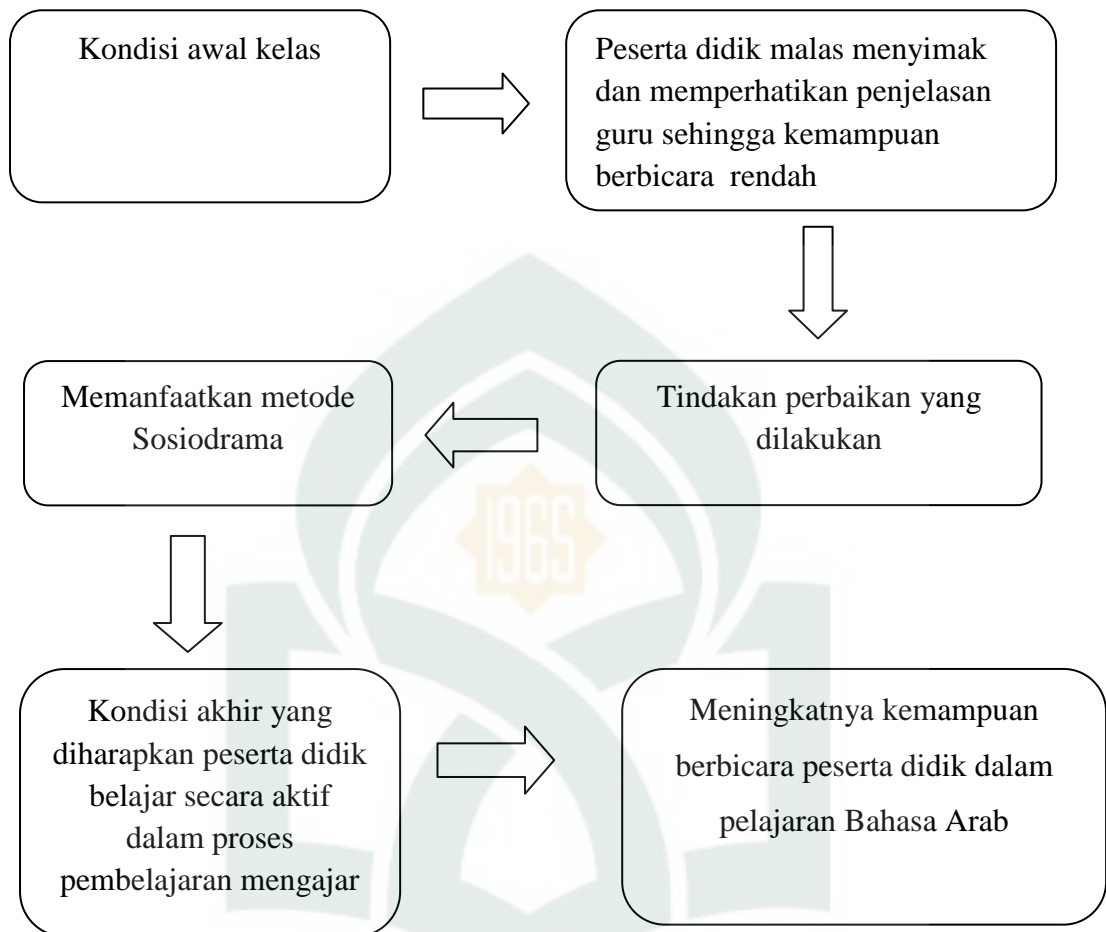 Kondisi awal kelas
Peserta didik malas menyimak
dan memperhatikan penjelasan
guru sehingga kemampuan
berbicara rendah
Tindakan perbaikan yang
dilakukan
Memanfaatkan metode
Sosiodrama
1965
Kondisi akhir yang
diharapkan peserta didik
belajar secara aktif
dalam proses
pembelajaran mengajar
Meningkatnya kemampuan
berbicara peserta didik dalam
pelajaran Bahasa Arab